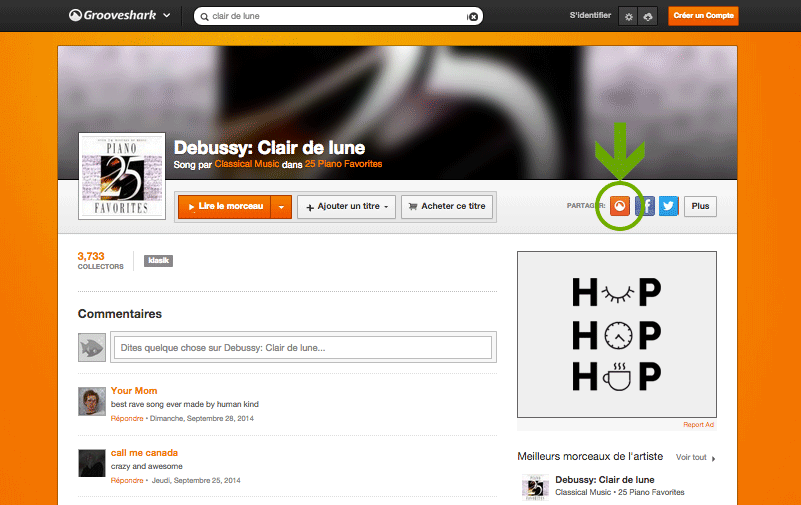 Grooveshark
clair de lune
S'identifier
Créer un Compte
PIANO
25
FAVORITES
Debussy: Clair de lune
Song par Classical Music dans 25 Piano Favorites
Lire le morceau
Ajouter un titre
Acheter ce titre
PARTAGER:
f
Plus
3,733
COLLECTORS
klasik
Commentaires
Dites quelque chose sur Debussy: Clair de lune...
Your Mom
best rave song ever made by human kind
Répondre • Dimanche, Septembre 28, 2014
call me canada
crazy and awesome
Répondre • Jeudi, Septembre 25, 2014
H P
H P
H P
Report Ad
Meilleurs morceaux de l'artiste
Voir tout
Debussy: Clair de lune
Classical Music • 25 Piano Favorites